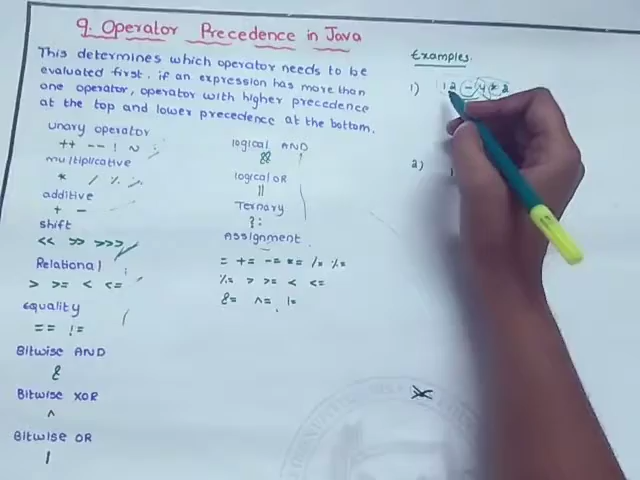 9. Operator Precedence in Java
This determines which operator needs to be
evaluated first. if an expression has more than
one operator, operator with higher precedence
at the top and lower precedence at the bottom.
unary operator
++ -- ! ~
multiplicative
* / %
additive
+ -
shift
<< >> >>>
Relational
> >= < <=
Equality
== !=
Bitwise AND
&
Bitwise XOR
^
Bitwise OR
|
logical AND
&&
logical OR
||
Ternary
?:
Assignment
= += -= *= /= %=
%= > >= < <=
&= ^= |=
Examples.
1) 12 - 4 * 2
2)